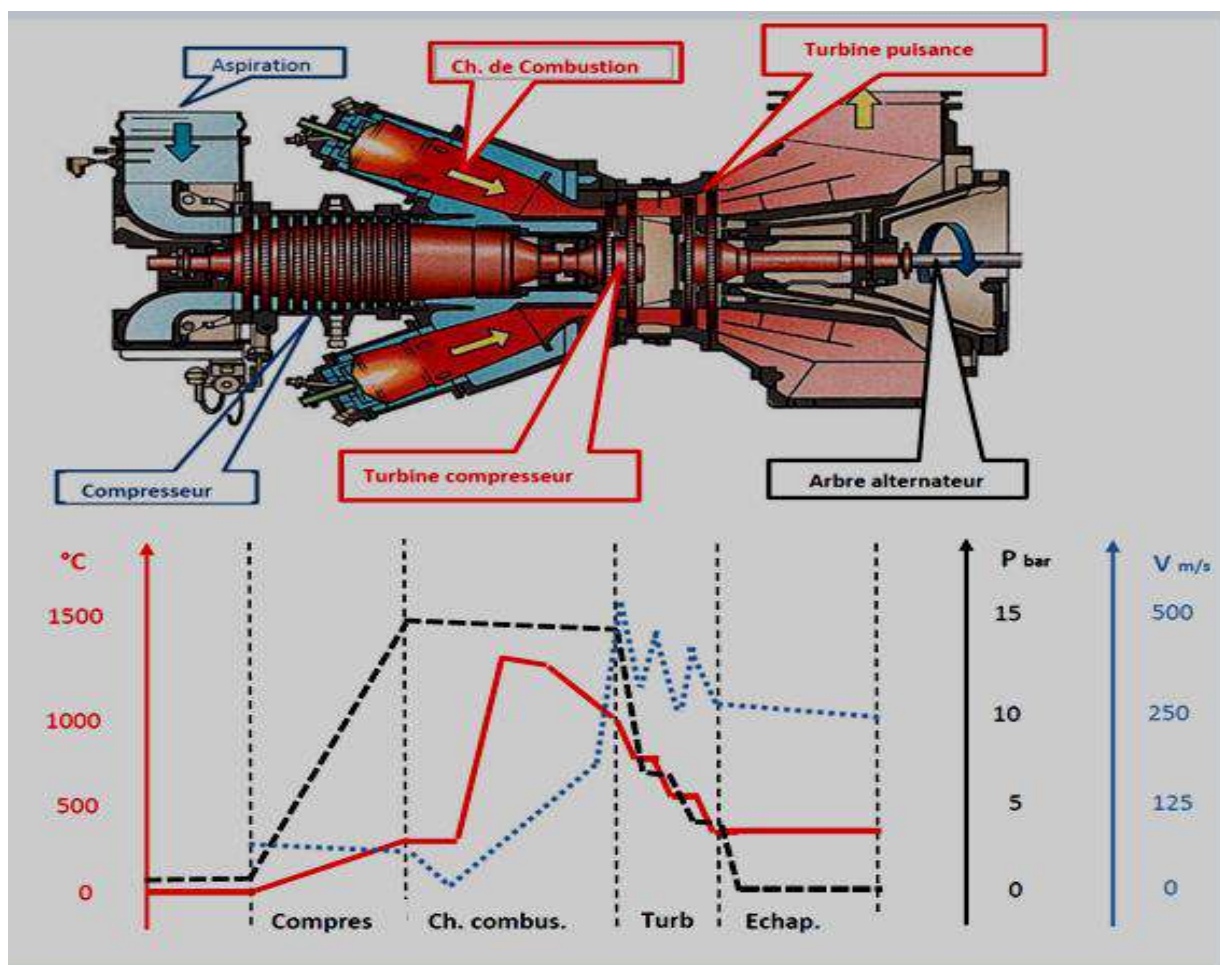 Aspiration
Ch. de Combustion
Turbine puisance
Compresseur
Turbine compresseur
Arbre alternateur
°C
P bar
V m/s
1500
15
500
1000
10
250
500
5
125
0
0
0
Compres
Ch. combus.
Turb
Echap.